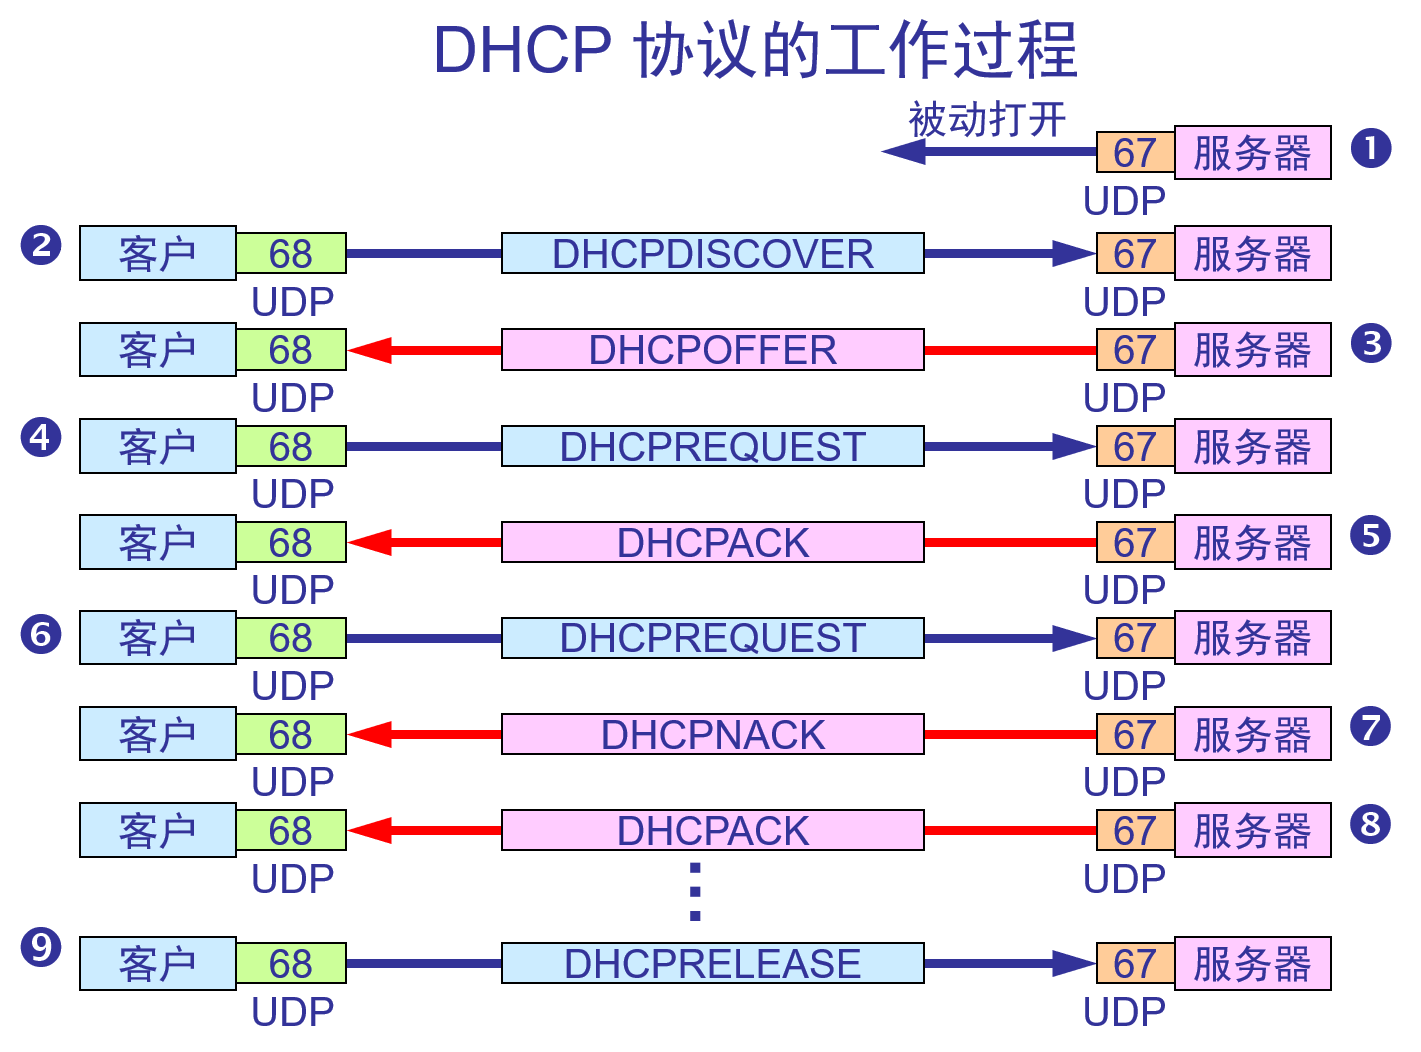 DHCP 协议的工作过程
被动打开
67 服务器 ❶
UDP
❷ 客户 68 DHCPDISCOVER 67 服务器
UDP UDP
客户 68 DHCPOFFER 67 服务器 ❸
UDP UDP
❹ 客户 68 DHCPREQUEST 67 服务器
UDP UDP
客户 68 DHCPACK 67 服务器 ❺
UDP UDP
❻ 客户 68 DHCPREQUEST 67 服务器
UDP UDP
客户 68 DHCPNACK 67 服务器 ❼
UDP UDP
客户 68 DHCPACK 67 服务器 ❽
UDP UDP
❾ 客户 68 DHCPRELEASE 67 服务器
UDP UDP